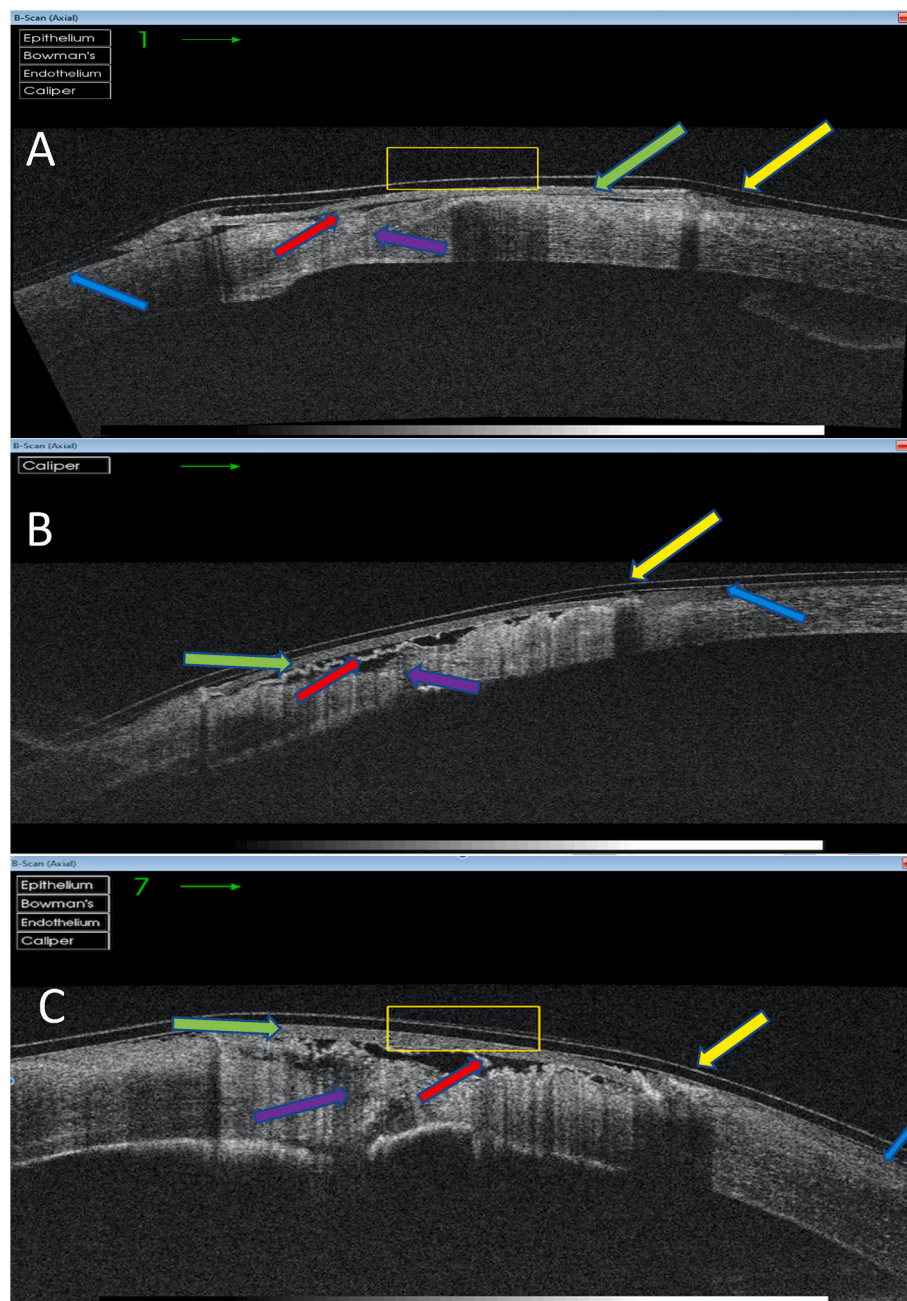 B-Scan (Axial)
Epithelium
1
Bowman's
Endothelium
Caliper
A
B-Scan (Axial)
Caliper
B
B-Scan (Axial)
Epithelium
7
Bowman's
Endothelium
Caliper
C